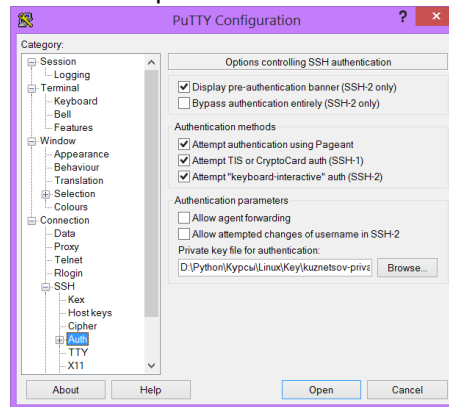 PuTTY Configuration
? ×
Category:
Session
Logging
Terminal
Keyboard
Bell
Features
Window
Appearance
Behaviour
Translation
Selection
Colours
Connection
Data
Proxy
Telnet
Rlogin
SSH
Kex
Host keys
Cipher
Auth
TTY
X11
Options controlling SSH authentication
Display pre-authentication banner (SSH-2 only)
Bypass authentication entirely (SSH-2 only)
Authentication methods
Attempt authentication using Pageant
Attempt TIS or CryptoCard auth (SSH-1)
Attempt "keyboard-interactive" auth (SSH-2)
Authentication parameters
Allow agent forwarding
Allow attempted changes of username in SSH-2
Private key file for authentication:
D:\Python\Курсы\Linux\Key\kuznetsov-priva Browse...
About Help Open Cancel